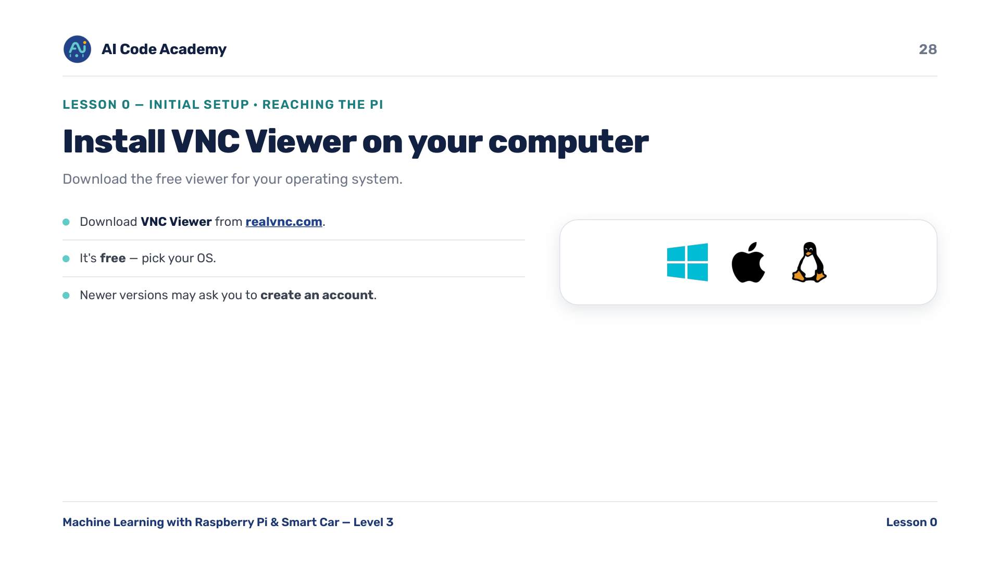 AI Code Academy
28
LESSON 0 — INITIAL SETUP · REACHING THE PI
Install VNC Viewer on your computer
Download the free viewer for your operating system.
Download VNC Viewer from realvnc.com.
It's free — pick your OS.
Newer versions may ask you to create an account.
Machine Learning with Raspberry Pi & Smart Car — Level 3
Lesson 0